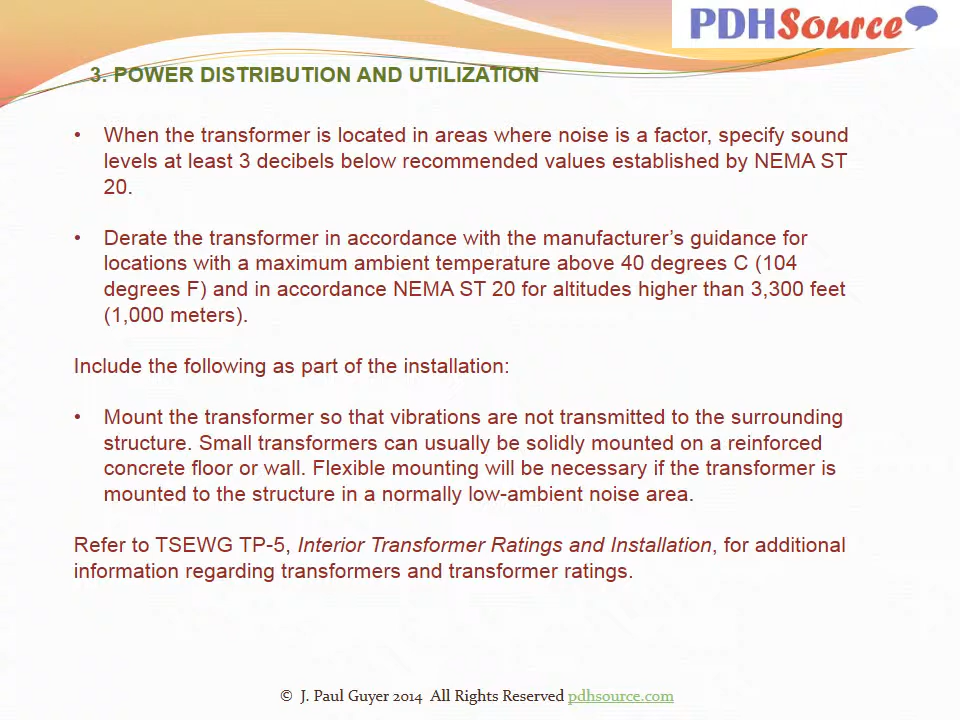 PDHSource
3. POWER DISTRIBUTION AND UTILIZATION
• When the transformer is located in areas where noise is a factor, specify sound
levels at least 3 decibels below recommended values established by NEMA ST
20.
• Derate the transformer in accordance with the manufacturer’s guidance for
locations with a maximum ambient temperature above 40 degrees C (104
degrees F) and in accordance NEMA ST 20 for altitudes higher than 3,300 feet
(1,000 meters).
Include the following as part of the installation:
• Mount the transformer so that vibrations are not transmitted to the surrounding
structure. Small transformers can usually be solidly mounted on a reinforced
concrete floor or wall. Flexible mounting will be necessary if the transformer is
mounted to the structure in a normally low-ambient noise area.
Refer to TSEWG TP-5, Interior Transformer Ratings and Installation, for additional
information regarding transformers and transformer ratings.
© J. Paul Guyer 2014 All Rights Reserved pdhsource.com